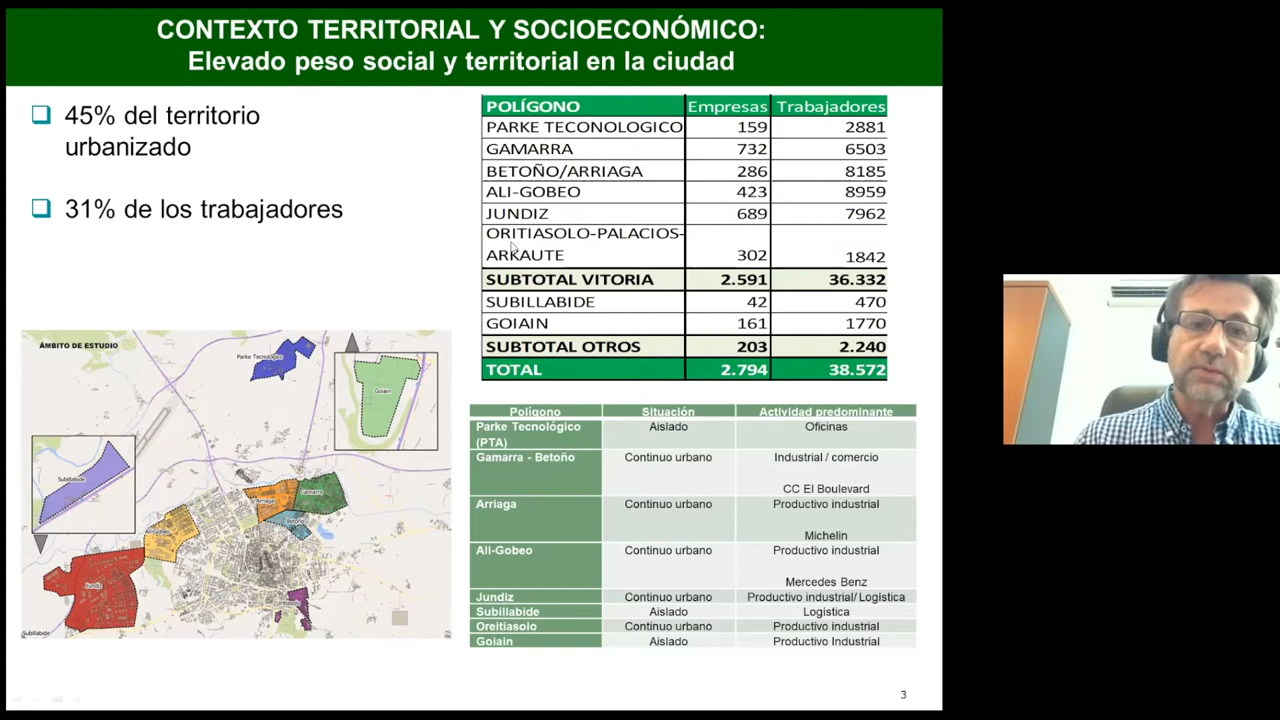 CONTEXTO TERRITORIAL Y SOCIOECONÓMICO:
Elevado peso social y territorial en la ciudad
45% del territorio
urbanizado
31% de los trabajadores
POLÍGONO Empresas Trabajadores
PARKE TECONOLOGICO 159 2881
GAMARRA 732 6503
BETOÑO/ARRIAGA 286 8185
ALI-GOBEO 423 8959
JUNDIZ 689 7962
ORITIASOLO-PALACIOS-
ARKAUTE 302 1842
SUBTOTAL VITORIA 2.591 36.332
SUBILLABIDE 42 470
GOIAIN 161 1770
SUBTOTAL OTROS 203 2.240
TOTAL 2.794 38.572
ÁMBITO DE ESTUDIO
Parke Tecnológico
Goiain
Subillabide
Arriaga
Gamarra
Betoño
Ali-Gobeo
Jundiz
Subillabide
Polígono Situación Actividad predominante
Parke Tecnológico Aislado Oficinas
(PTA)
Gamarra - Betoño Continuo urbano Industrial / comercio
CC El Boulevard
Arriaga Continuo urbano Productivo industrial
Michelin
Ali-Gobeo Continuo urbano Productivo industrial
Mercedes Benz
Jundiz Continuo urbano Productivo industrial/ Logística
Subillabide Aislado Logística
Oreitiasolo Continuo urbano Productivo industrial
Goiain Aislado Productivo Industrial
3